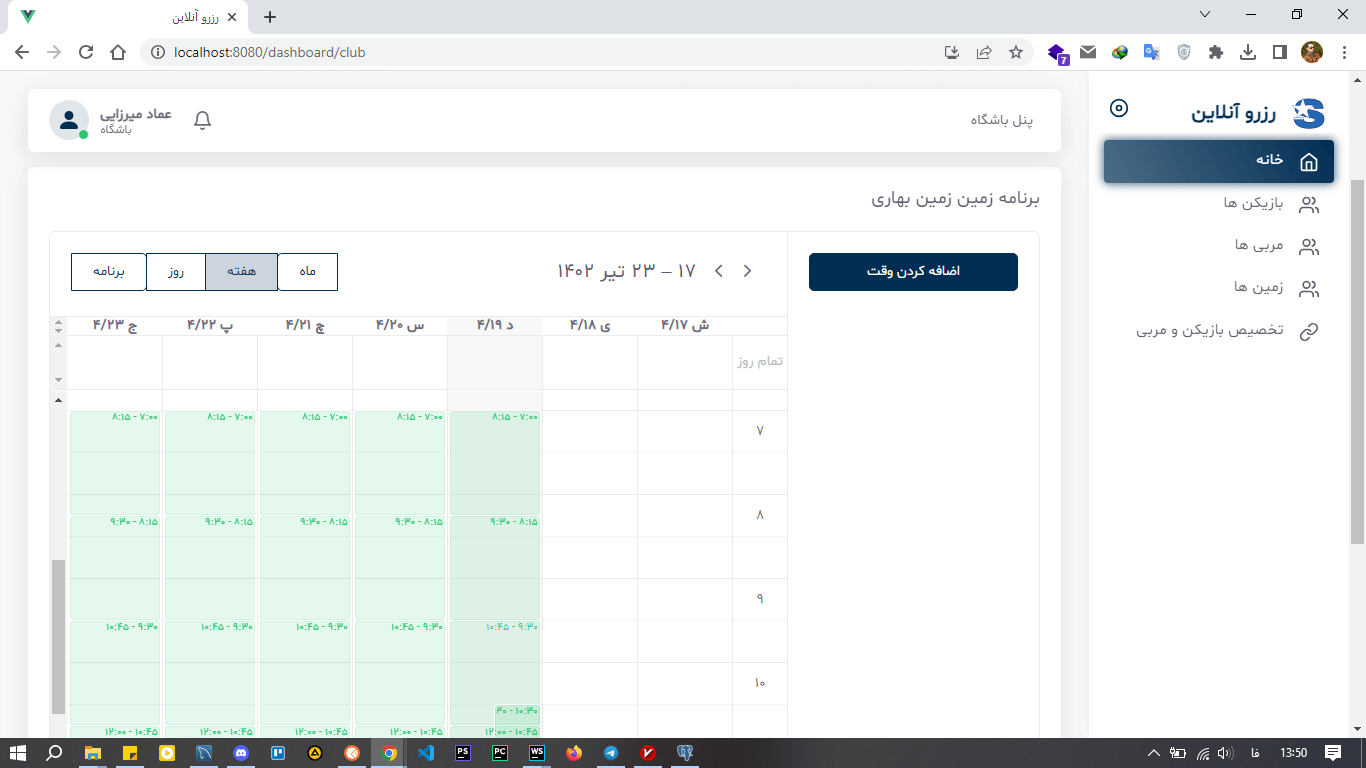 رزرو آنلاین
localhost:8080/dashboard/club
7
رزرو آنلاین
خانه
بازیکن ها
مربی ها
زمین ها
تخصیص بازیکن و مربی
پنل باشگاه
عماد میرزایی
باشگاه
برنامه زمین زمین بهاری
اضافه کردن وقت
۱۷ – ۲۳ تیر ۱۴۰۲
ماه هفته روز برنامه
ش ۴/۱۷ ی ۴/۱۸ د ۴/۱۹ س ۴/۲۰ چ ۴/۲۱ پ ۴/۲۲ ج ۴/۲۳
تمام روز
۷:۰۰ - ۸:۱۵ ۷:۰۰ - ۸:۱۵ ۷:۰۰ - ۸:۱۵ ۷:۰۰ - ۸:۱۵ ۷:۰۰ - ۸:۱۵
۷
۸
۸:۱۵ - ۹:۳۰ ۸:۱۵ - ۹:۳۰ ۸:۱۵ - ۹:۳۰ ۸:۱۵ - ۹:۳۰ ۸:۱۵ - ۹:۳۰
۹
۹:۳۰ - ۱۰:۴۵ ۹:۳۰ - ۱۰:۴۵ ۹:۳۰ - ۱۰:۴۵ ۹:۳۰ - ۱۰:۴۵ ۹:۳۰ - ۱۰:۴۵
۱۰
۱۰:۳۰ - ۳۰
۱۰:۴۵ - ۱۲:۰۰ ۱۰:۴۵ - ۱۲:۰۰ ۱۰:۴۵ - ۱۲:۰۰ ۱۰:۴۵ - ۱۲:۰۰ ۱۰:۴۵ - ۱۲:۰۰
PS PC WS
فا 13:50